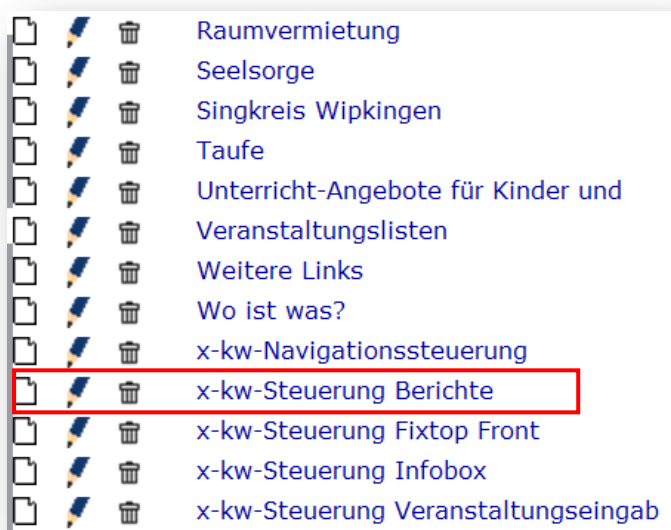 Raumvermietung
Seelsorge
Singkreis Wipkingen
Taufe
Unterricht-Angebote für Kinder und
Veranstaltungslisten
Weitere Links
Wo ist was?
x-kw-Navigationssteuerung
x-kw-Steuerung Berichte
x-kw-Steuerung Fixtop Front
x-kw-Steuerung Infobox
x-kw-Steuerung Veranstaltungseingab